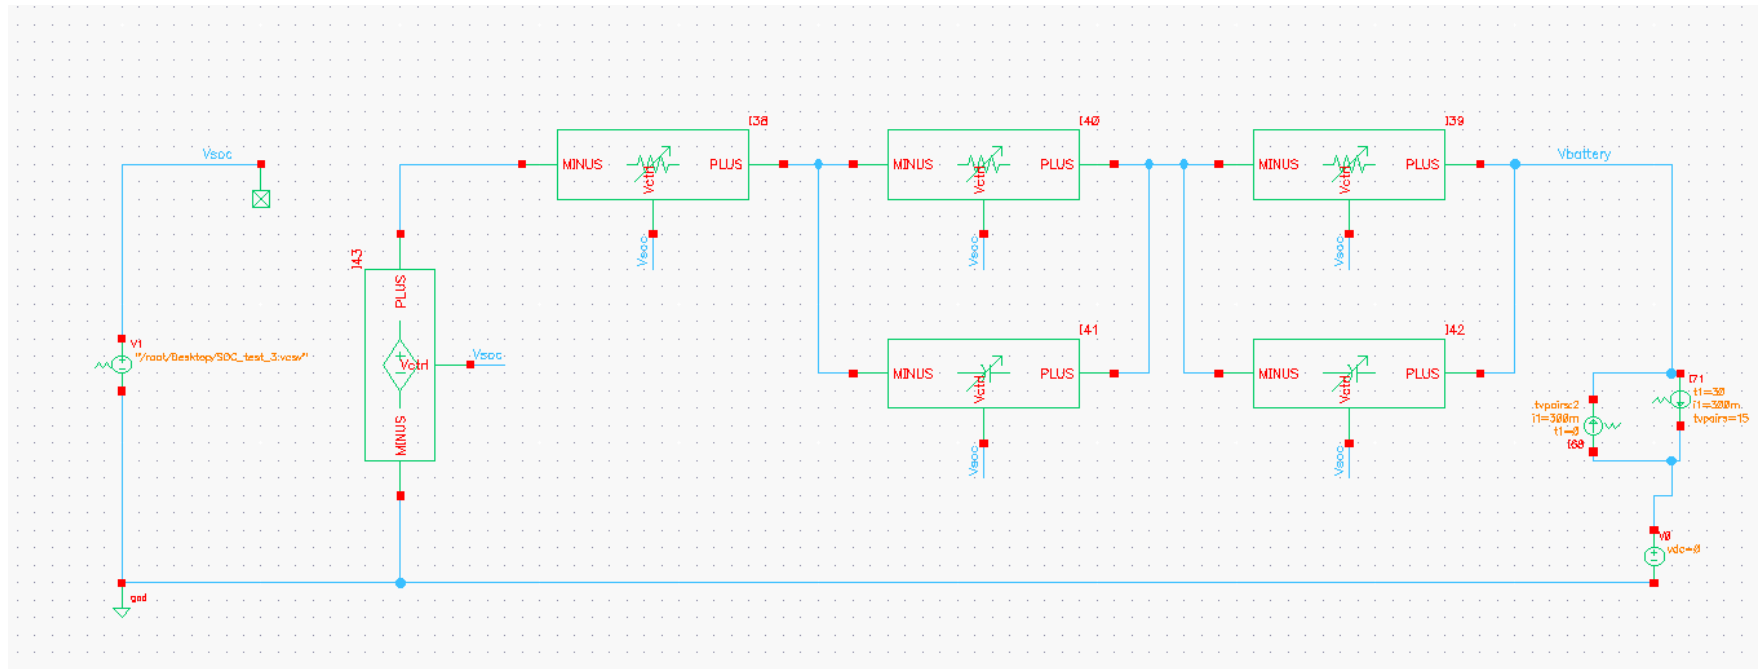 Vsoc
V1
"/root/Desktop/SOC_test_3.vcsv"
gnd
I43
PLUS
Vctrl
MINUS
Vsoc
I38
MINUS
PLUS
Vctrl
Vsoc
I40
MINUS
PLUS
Vctrl
Vsoc
I41
MINUS
PLUS
Vctrl
Vsoc
I39
MINUS
PLUS
Vctrl
Vsoc
I42
MINUS
PLUS
Vctrl
Vsoc
Vbattery
tvpairs=2
i1=300m
t1=0
I71
t1=30
i1=300m
tvpairs=15
V0
vdc=0